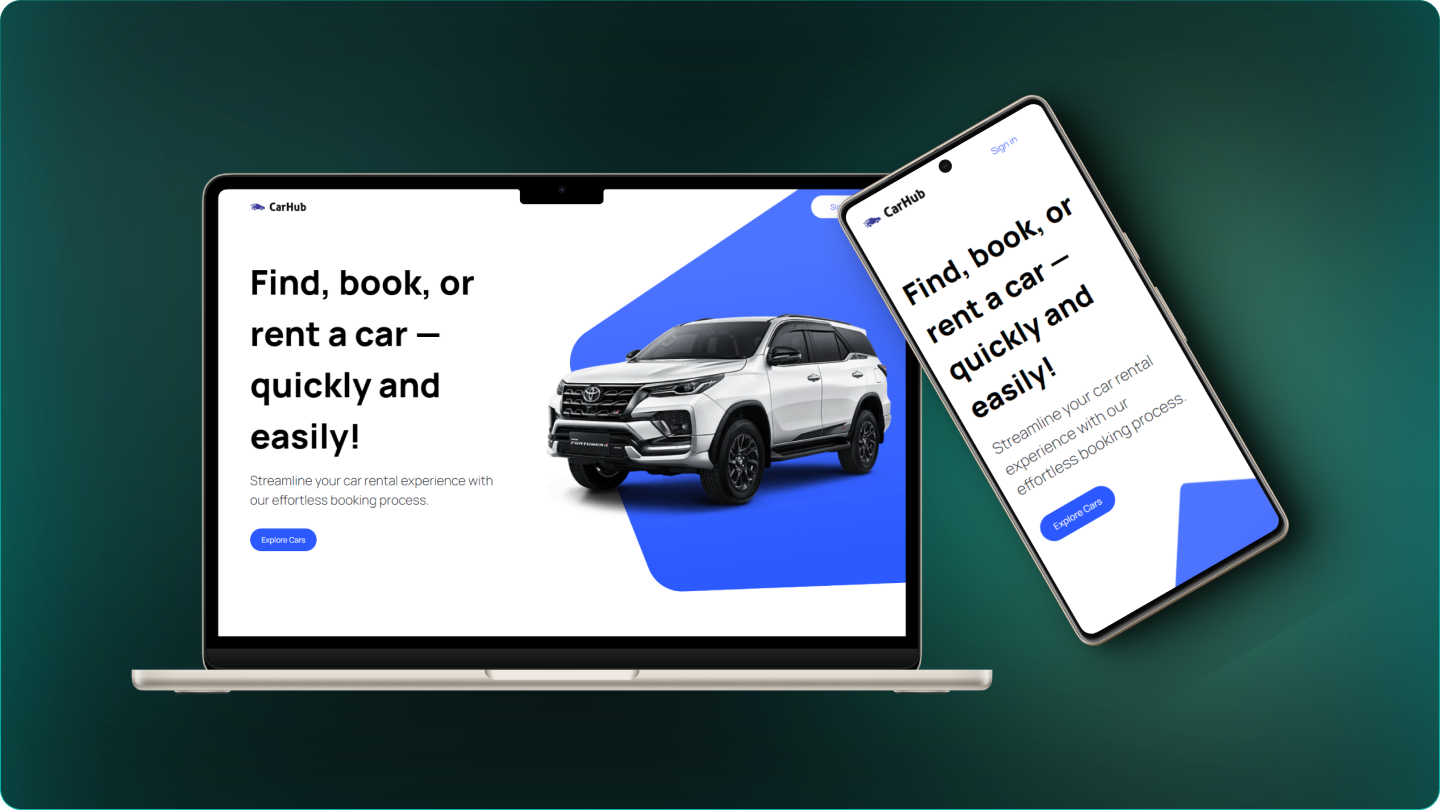 CarHub
Find, book, or
rent a car —
quickly and
easily!
Streamline your car rental experience with
our effortless booking process.
Explore Cars
FORTUNER
Sign in
CarHub
Find, book, or
rent a car —
quickly and
easily!
Streamline your car rental
experience with our
effortless booking process.
Explore Cars